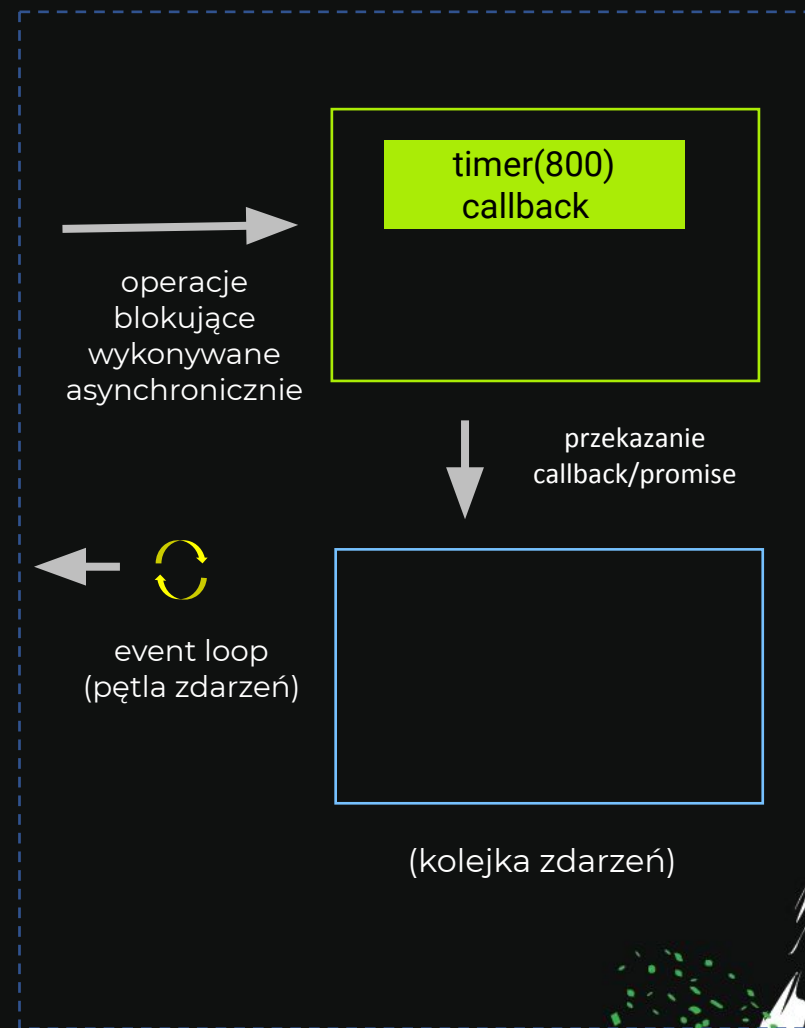 timer(800)
callback
operacje
blokujące
wykonywane
asynchronicznie
przekazanie
callback/promise
event loop
(pętla zdarzeń)
(kolejka zdarzeń)